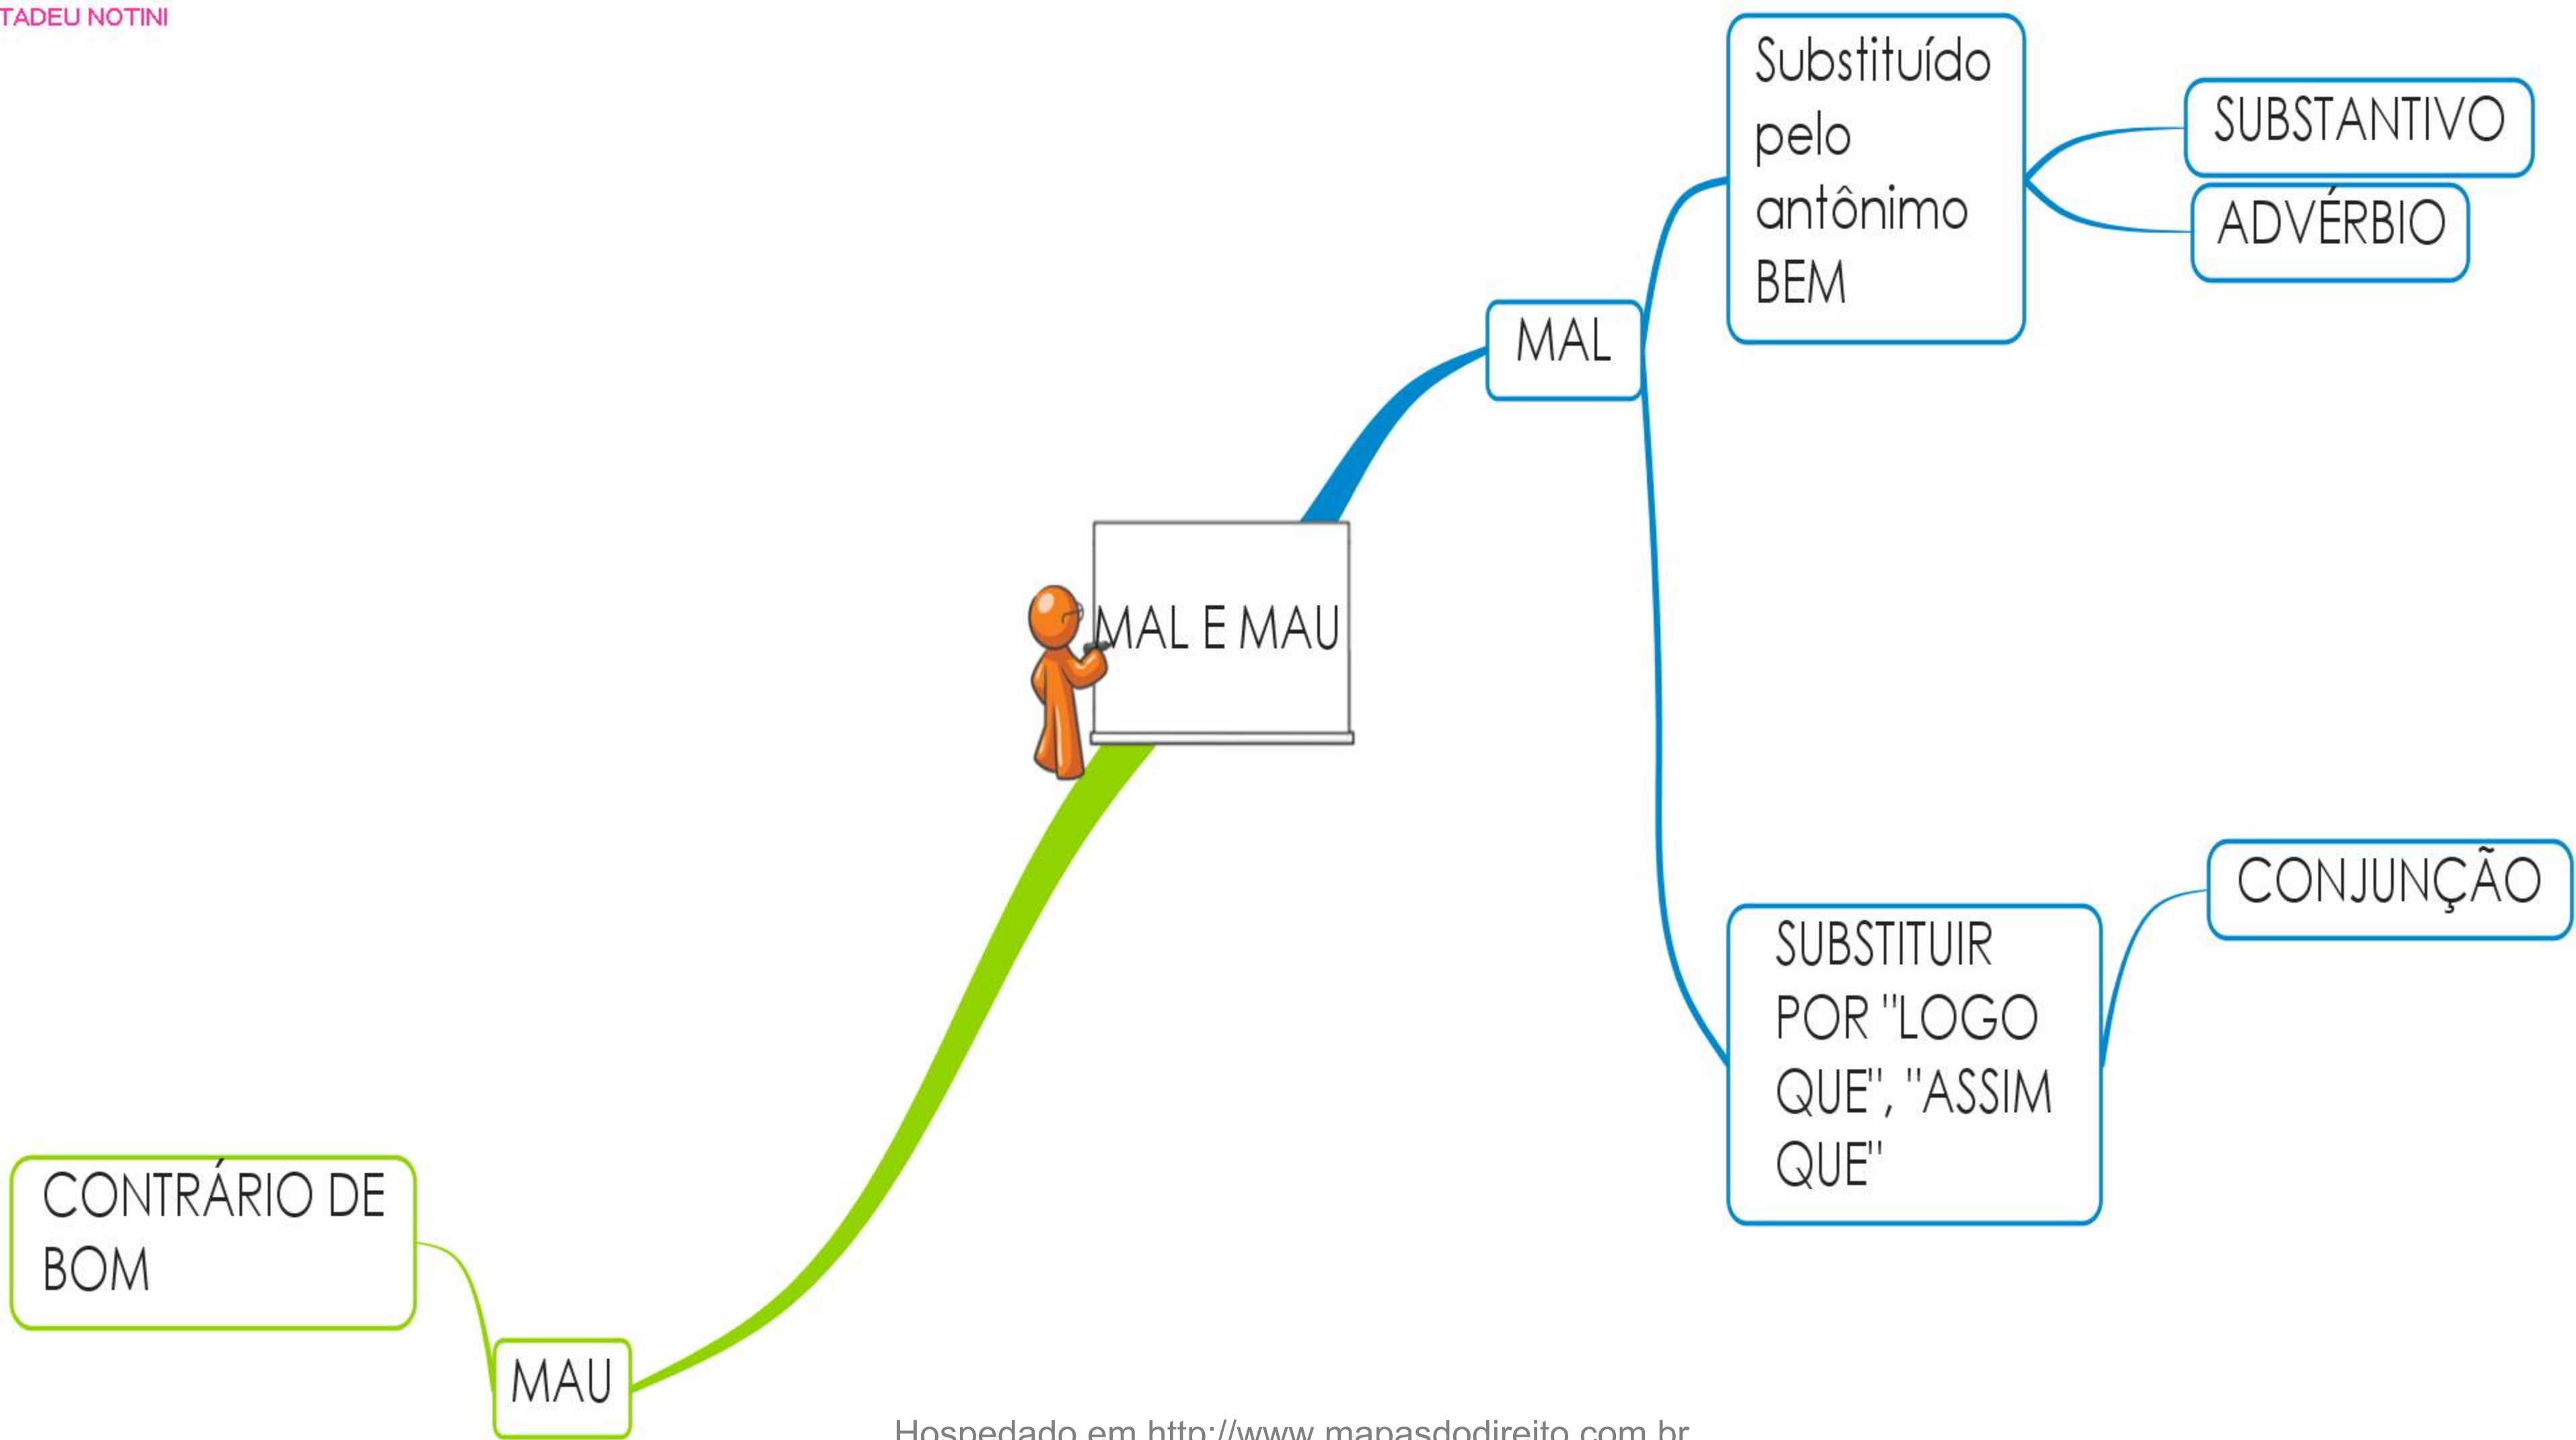 TADEU NOTINI
Substituído
pelo
antônimo
BEM
SUBSTANTIVO
ADVÉRBIO
MAL
MAL E MAU
CONJUNÇÃO
SUBSTITUIR
POR "LOGO
QUE", "ASSIM
QUE"
CONTRÁRIO DE
BOM
MAU
Hospedado em http://www.mapasdodireito.com.br